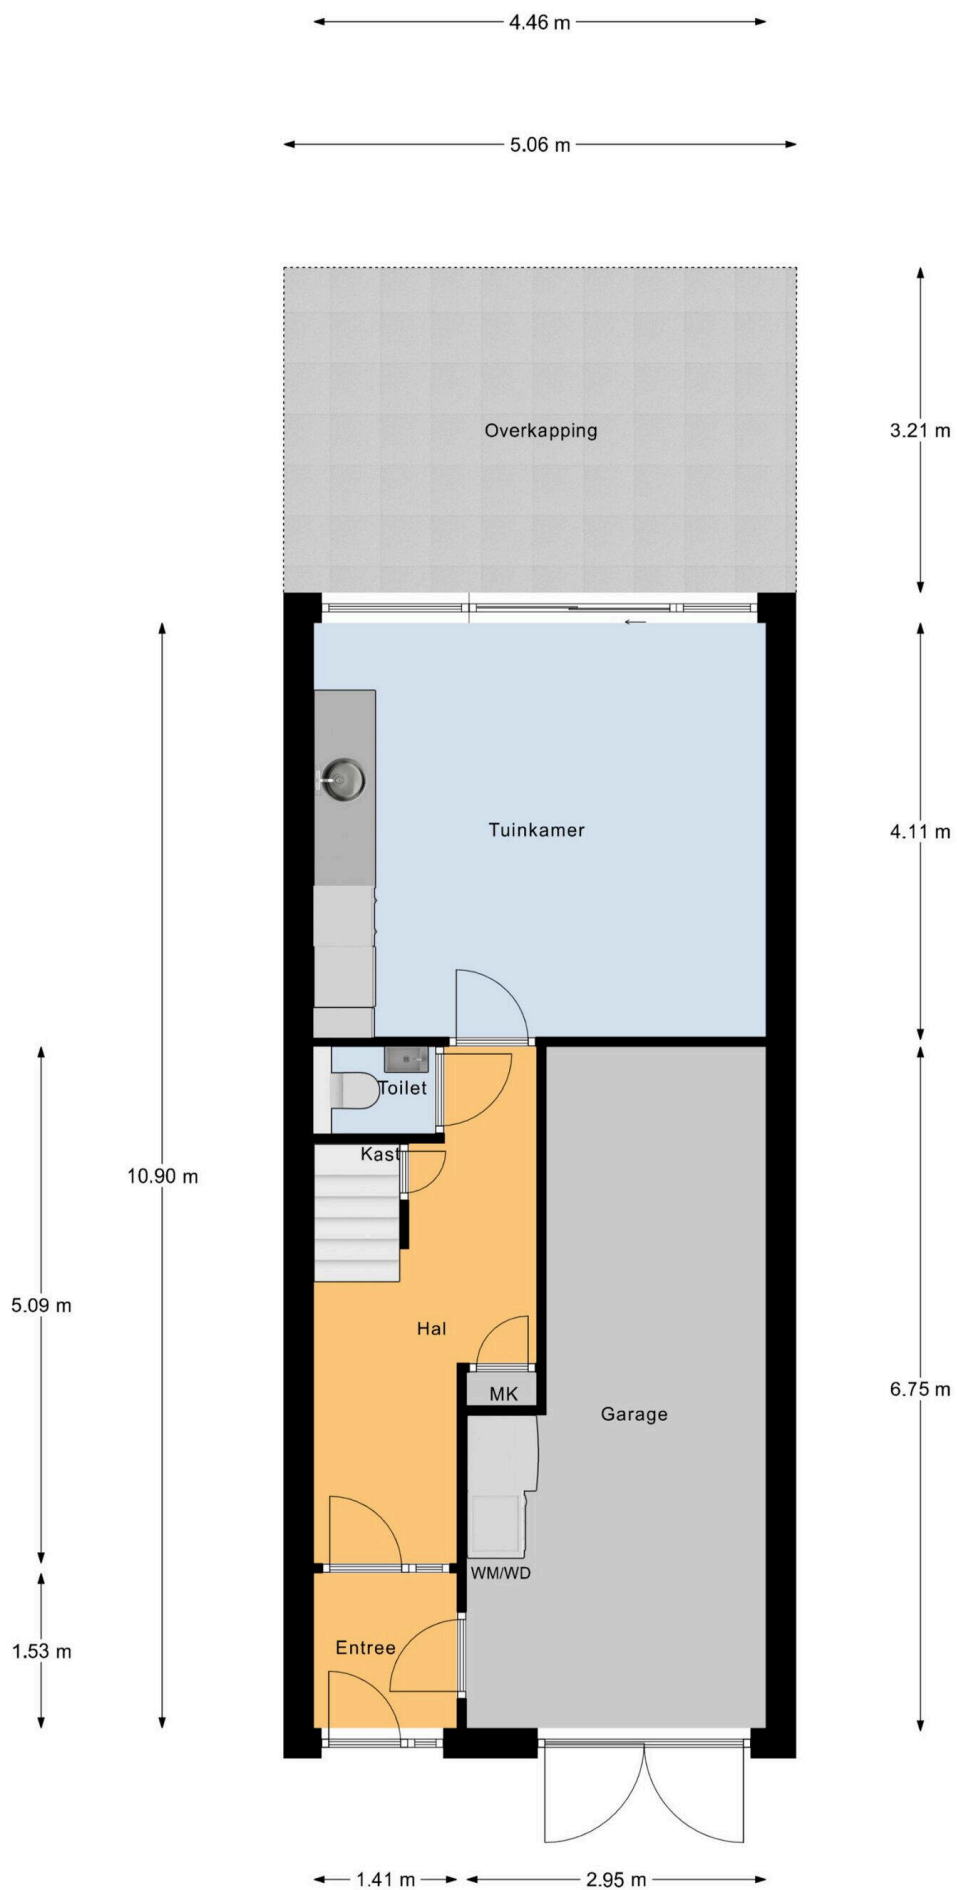 4.46 m
5.06 m
Overkapping
3.21 m
Tuinkamer
4.11 m
Toilet
Kast
10.90 m
5.09 m
Hal
MK
6.75 m
Garage
WM/WD
Entree
1.53 m
1.41 m
2.95 m